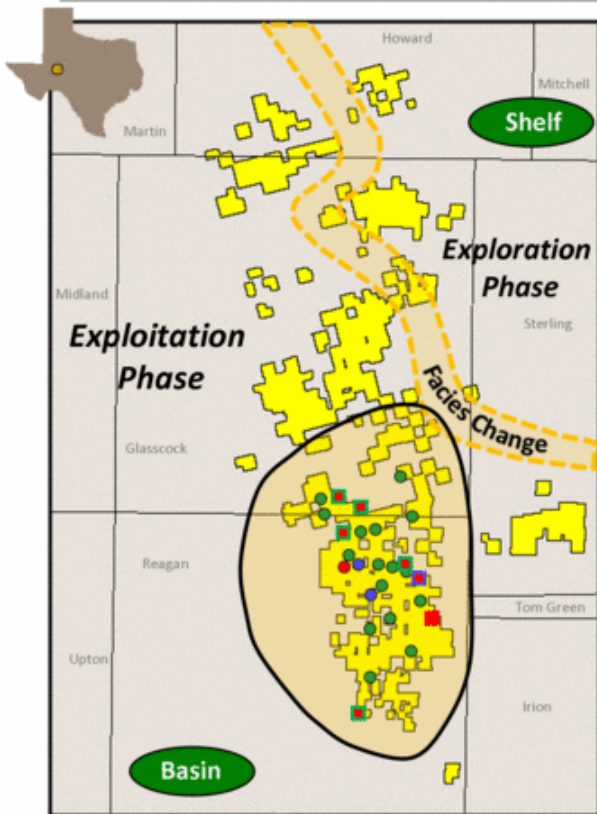 Howard
Mitchell
Shelf
Martin
Exploration
Phase
Midland
Sterling
Exploitation
Phase
Facies Change
Glasscock
Reagan
Tom Green
Upton
Irion
Basin